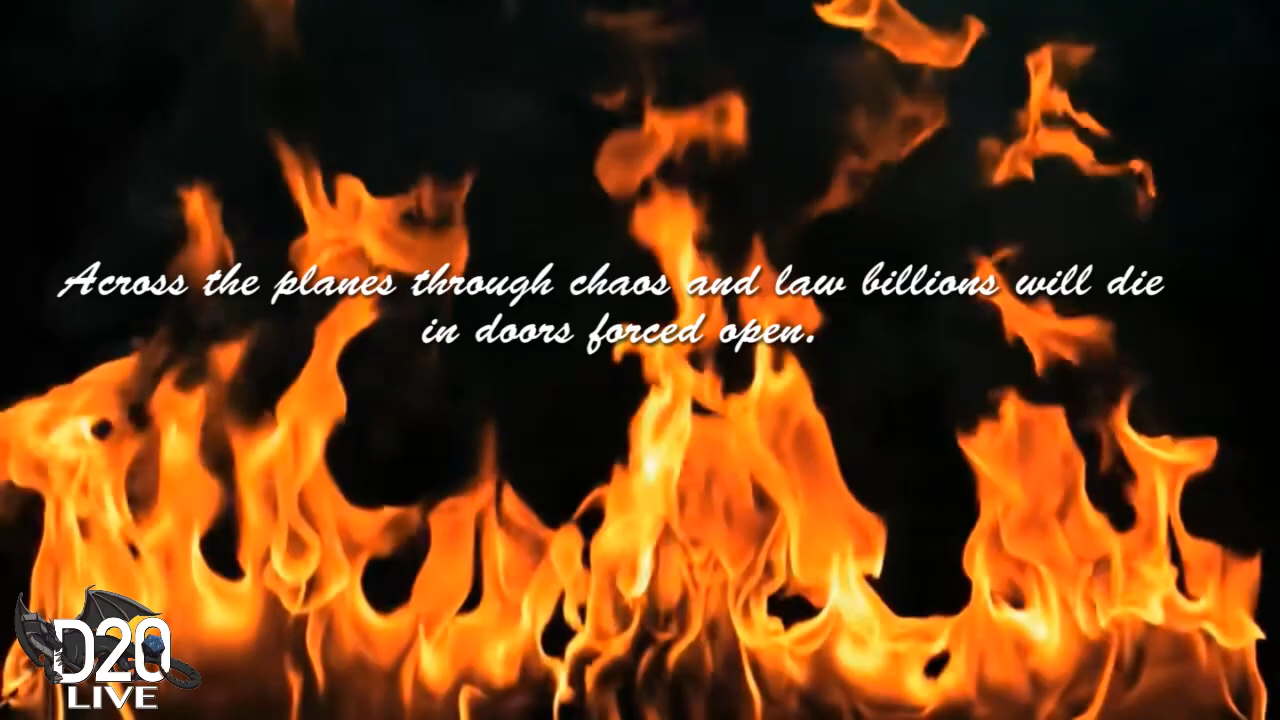 Across the planes through chaos and law billions will die
in doors forced open.
D20
LIVE